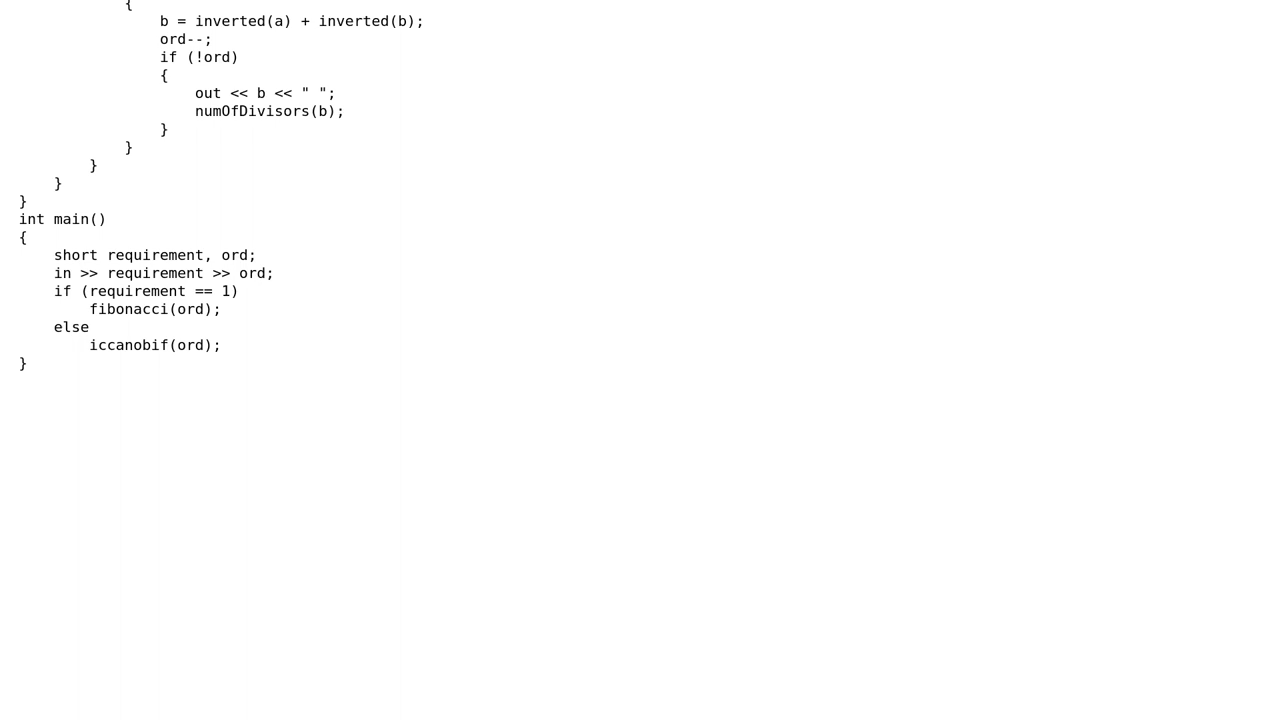 {
                b = inverted(a) + inverted(b);
                ord--;
                if (!ord)
                {
                    out << b << " ";
                    numOfDivisors(b);
                }
            }
        }
    }
}
int main()
{
    short requirement, ord;
    in >> requirement >> ord;
    if (requirement == 1)
        fibonacci(ord);
    else
        iccanobif(ord);
}